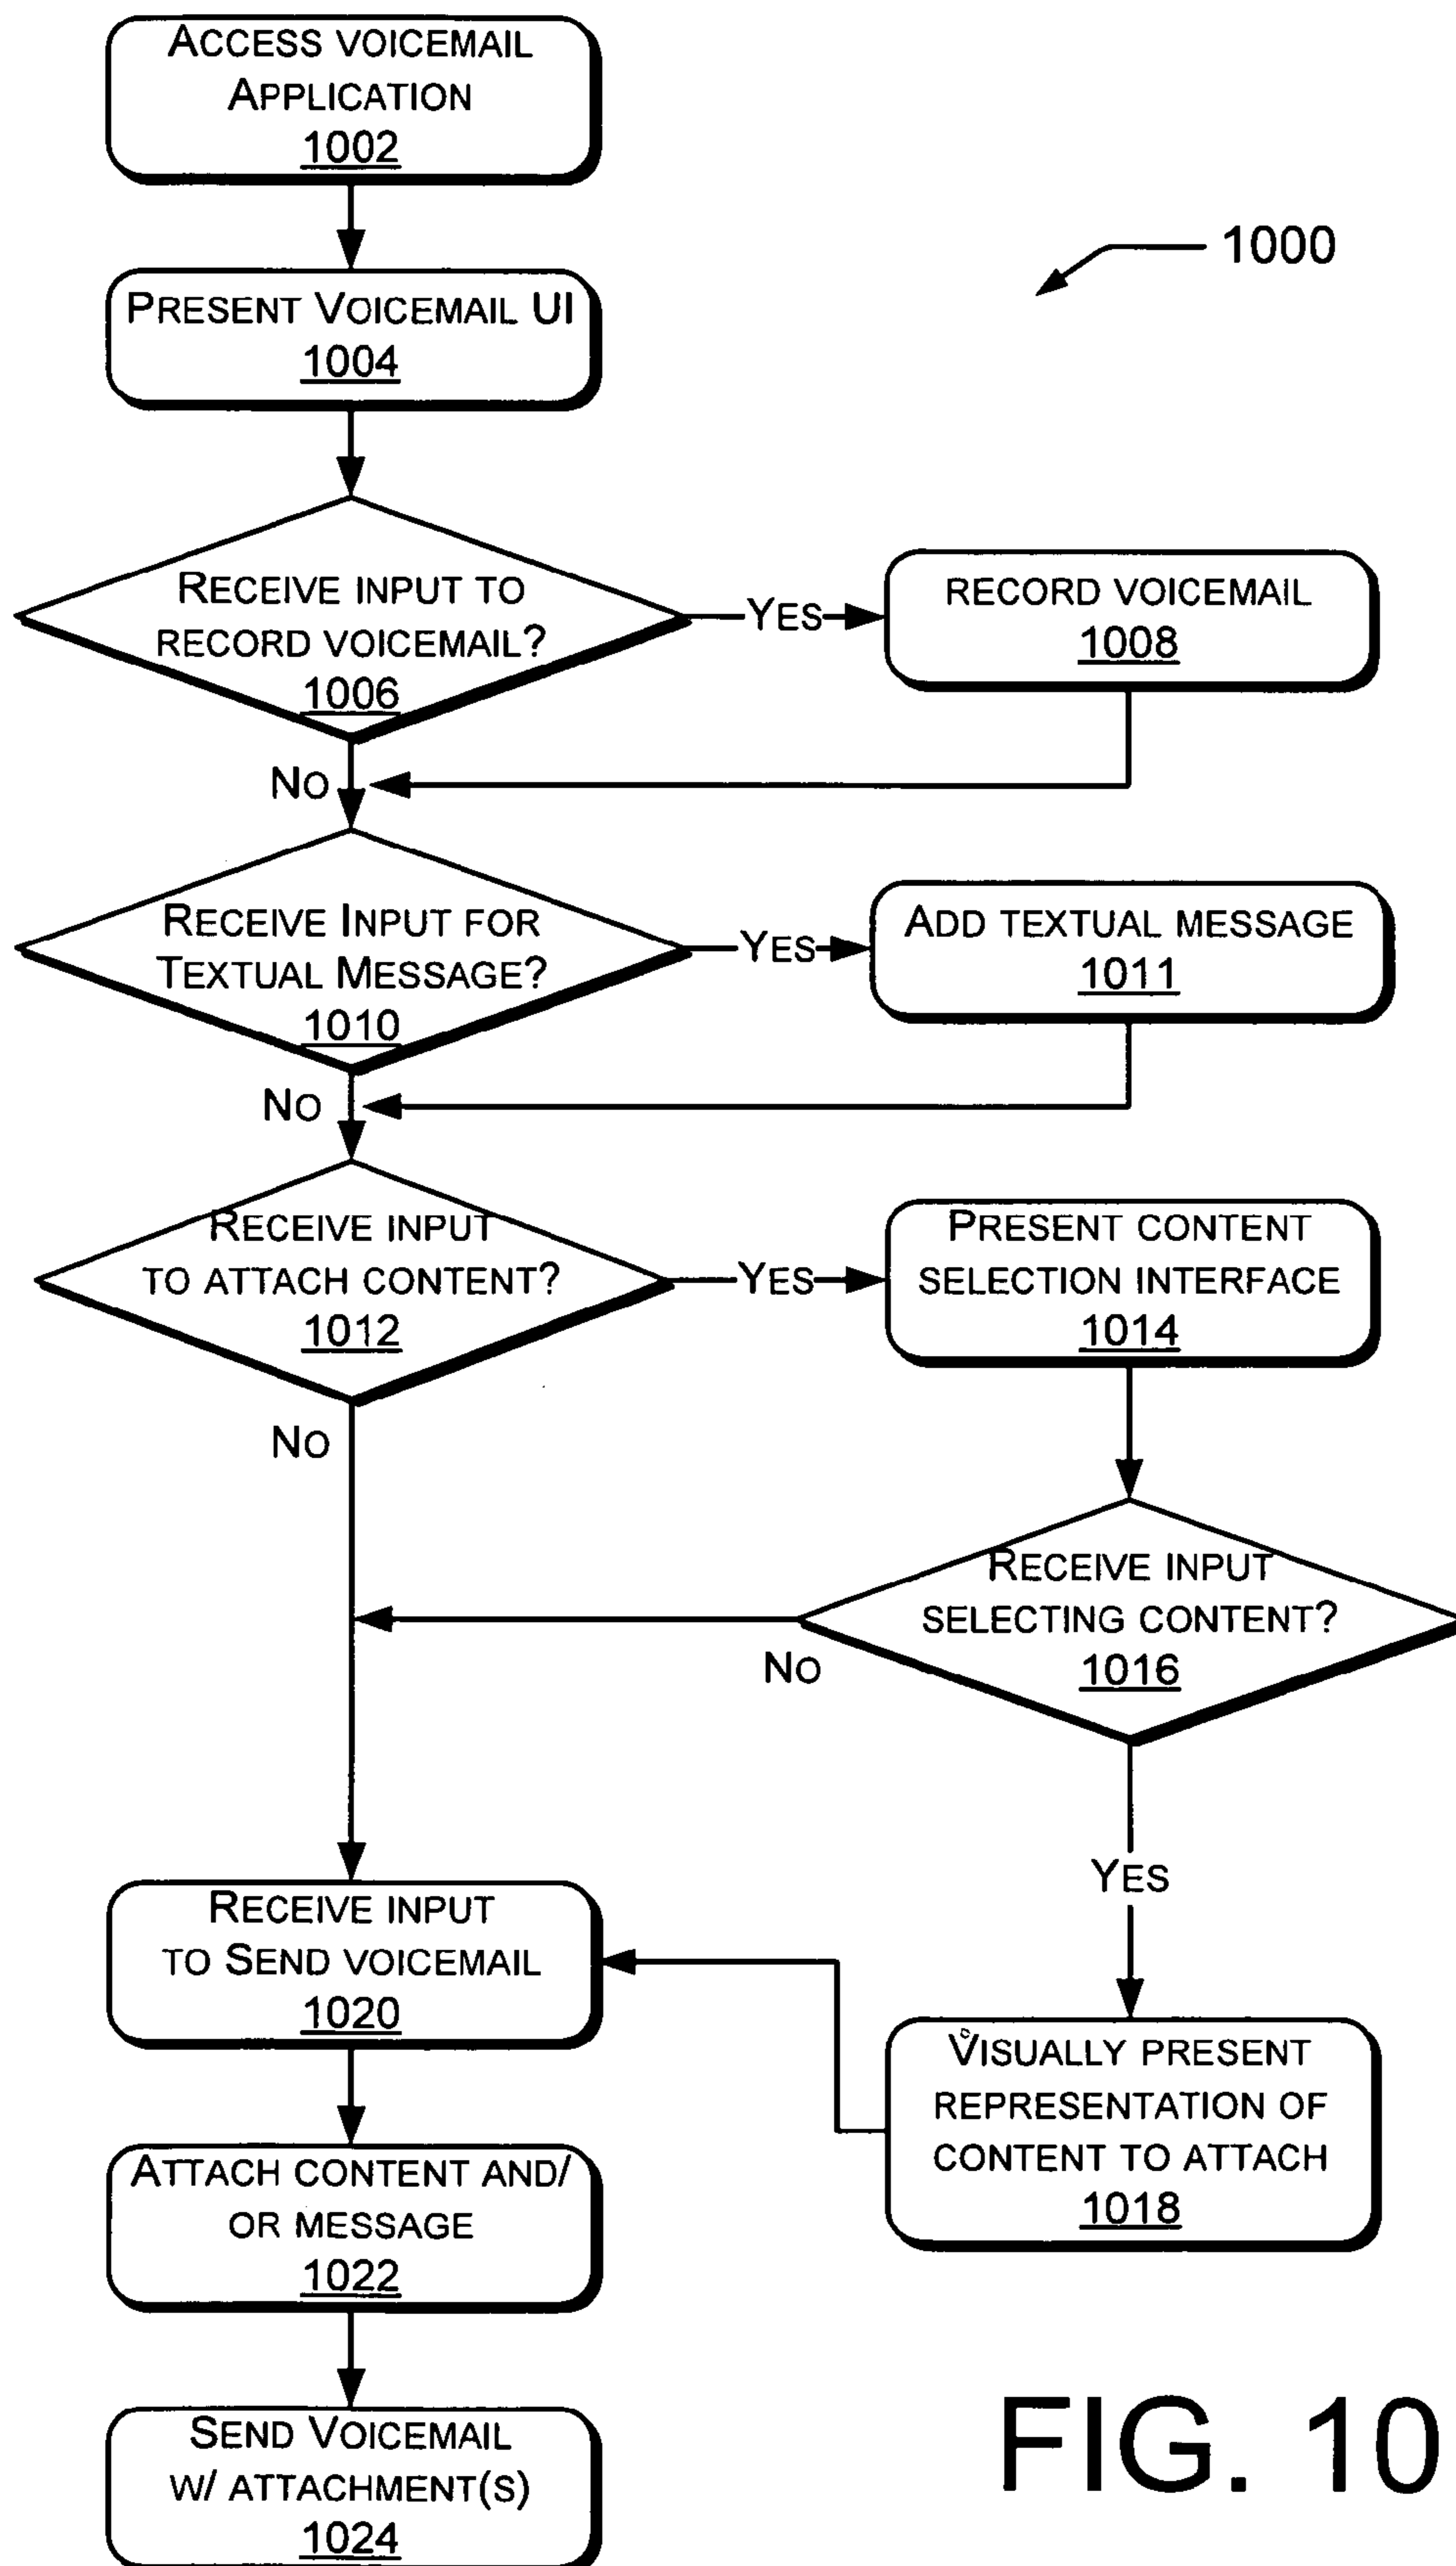 ACCESS VOICEMAIL
APPLICATION
1002
1000
PRESENT VOICEMAIL UI
1004
RECEIVE INPUT TO
RECORD VOICEMAIL?
1006
YES
RECORD VOICEMAIL
1008
NO
RECEIVE INPUT FOR
TEXTUAL MESSAGE?
1010
YES
ADD TEXTUAL MESSAGE
1011
NO
RECEIVE INPUT
TO ATTACH CONTENT?
1012
YES
PRESENT CONTENT
SELECTION INTERFACE
1014
NO
RECEIVE INPUT
SELECTING CONTENT?
1016
NO
YES
RECEIVE INPUT
TO SEND VOICEMAIL
1020
VISUALLY PRESENT
REPRESENTATION OF
CONTENT TO ATTACH
1018
ATTACH CONTENT AND/
OR MESSAGE
1022
SEND VOICEMAIL
W/ ATTACHMENT(S)
1024
FIG. 10